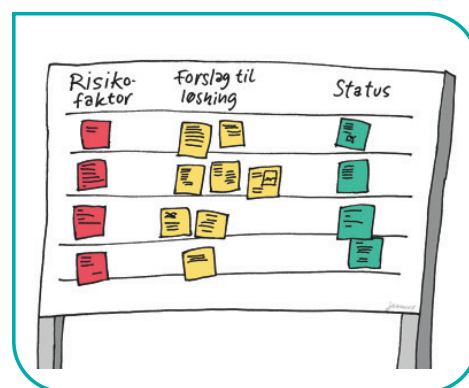 Risiko-
faktor
Forslag til
løsning
Status